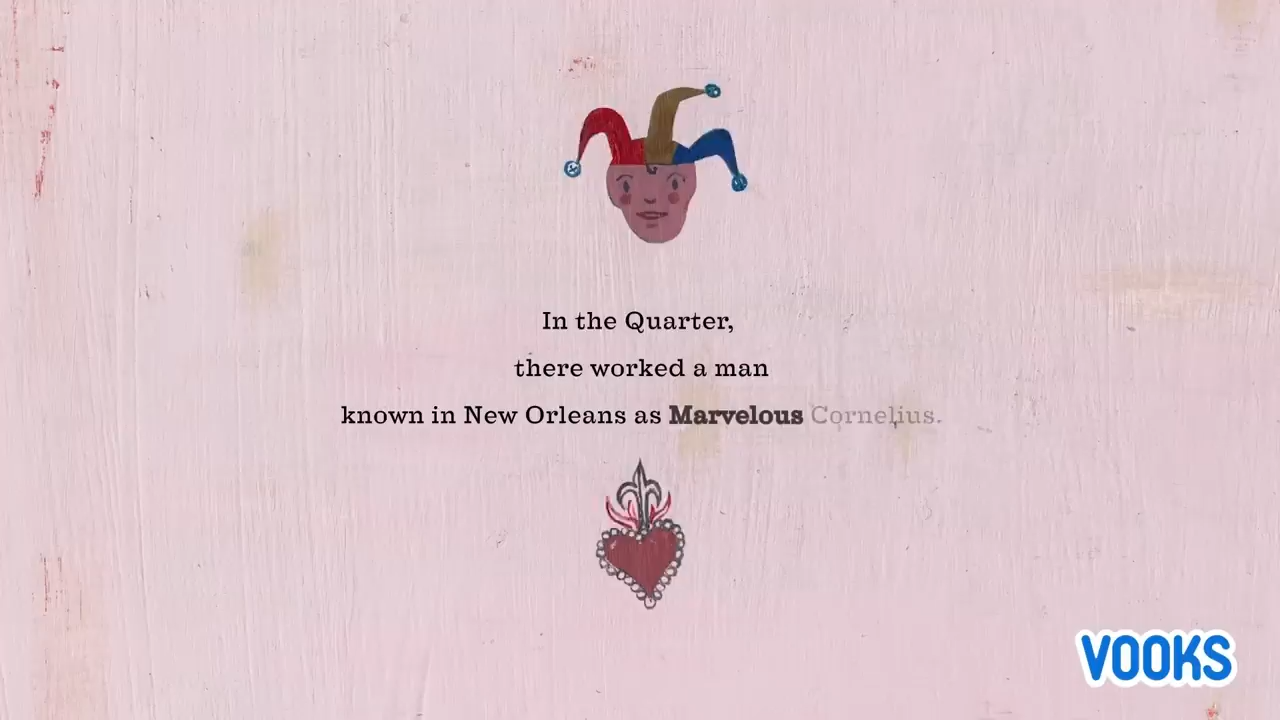 In the Quarter,
there worked a man
known in New Orleans as Marvelous Cornelius.
VOOKS